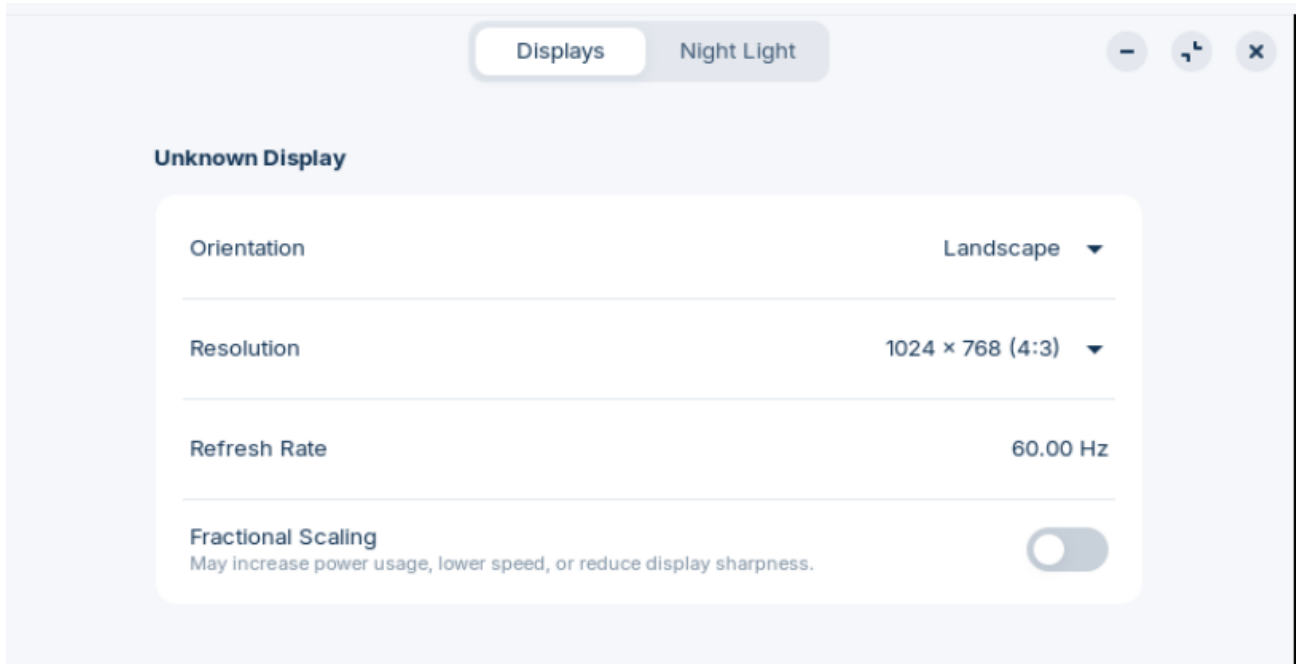 Displays
Night Light
Unknown Display
Orientation
Landscape
Resolution
1024 × 768 (4:3)
Refresh Rate
60.00 Hz
Fractional Scaling
May increase power usage, lower speed, or reduce display sharpness.